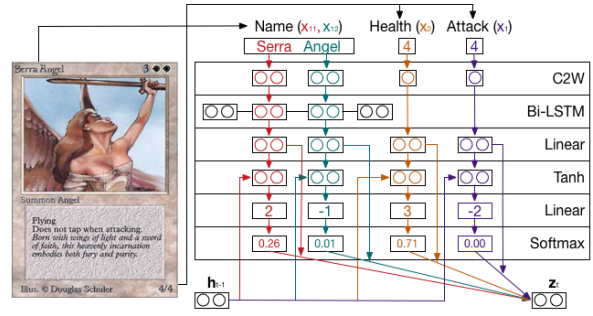 Name (x₁₁, x₁₂) Health (x₂) Attack (x₁)
Serra Angel 4 4
C2W
Bi-LSTM
Linear
Tanh
2 -1 3 -2 Linear
0.26 0.01 0.71 0.00 Softmax
hₜ₋₁ zₜ
Serra Angel 3
Summon Angel
Flying
Does not tap when attacking.
Born with wings of light and a sword
of faith, this heavenly incarnation
embodies both fury and purity.
Illus. © Douglas Schuler 4/4